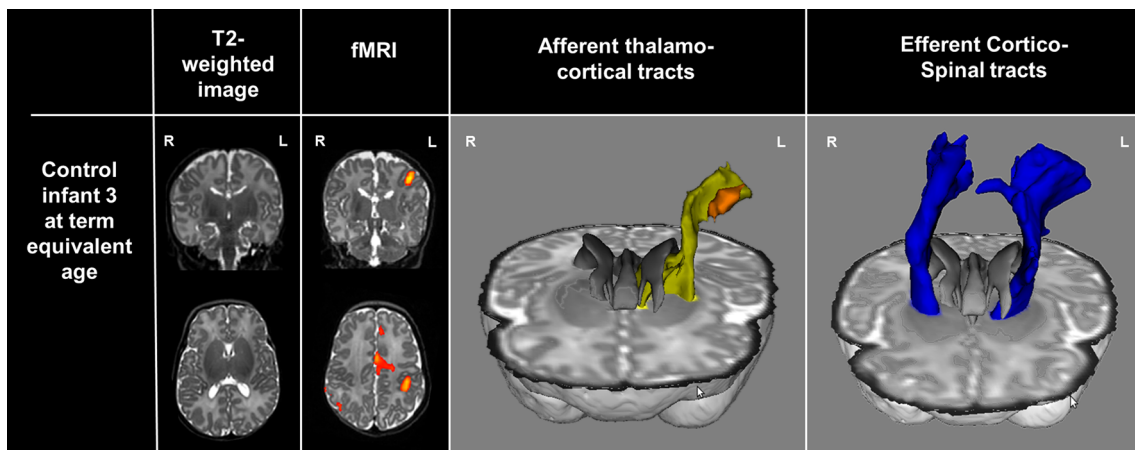 T2-
weighted
image
fMRI
Afferent thalamo-
cortical tracts
Efferent Cortico-
Spinal tracts
Control
infant 3
at term
equivalent
age
R L
R L
R L
R L